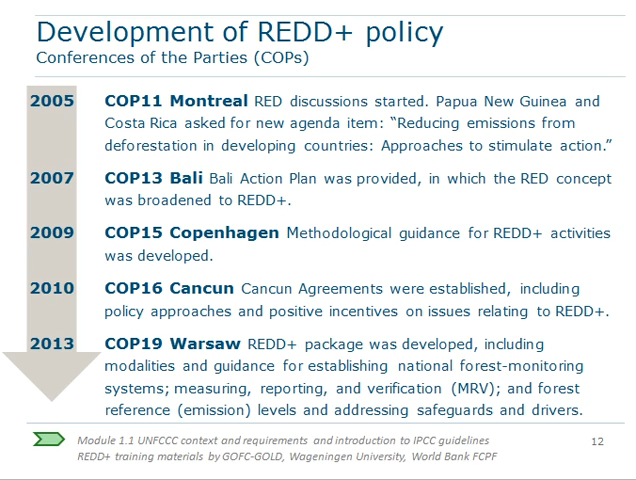 Development of REDD+ policy
Conferences of the Parties (COPs)
2005 COP11 Montreal RED discussions started. Papua New Guinea and
Costa Rica asked for new agenda item: “Reducing emissions from
deforestation in developing countries: Approaches to stimulate action.”
2007 COP13 Bali Bali Action Plan was provided, in which the RED concept
was broadened to REDD+.
2009 COP15 Copenhagen Methodological guidance for REDD+ activities
was developed.
2010 COP16 Cancun Cancun Agreements were established, including
policy approaches and positive incentives on issues relating to REDD+.
2013 COP19 Warsaw REDD+ package was developed, including
modalities and guidance for establishing national forest-monitoring
systems; measuring, reporting, and verification (MRV); and forest
reference (emission) levels and addressing safeguards and drivers.
Module 1.1 UNFCCC context and requirements and introduction to IPCC guidelines 12
REDD+ training materials by GOFC-GOLD, Wageningen University, World Bank FCPF